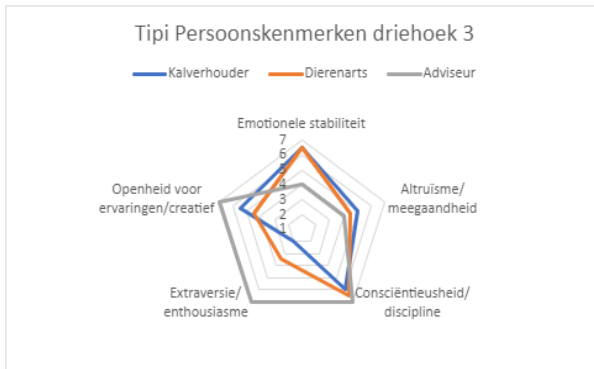 Tipi Persoonskenmerken driehoek 3
Kalverhouder Dierenarts Adviseur
Emotionele stabiliteit
7
6
5
4
3
2
1
Openheid voor
ervaringen/creatief
Altruïsme/
meegaandheid
Extraversie/
enthousiasme
Consciëntieusheid/
discipline